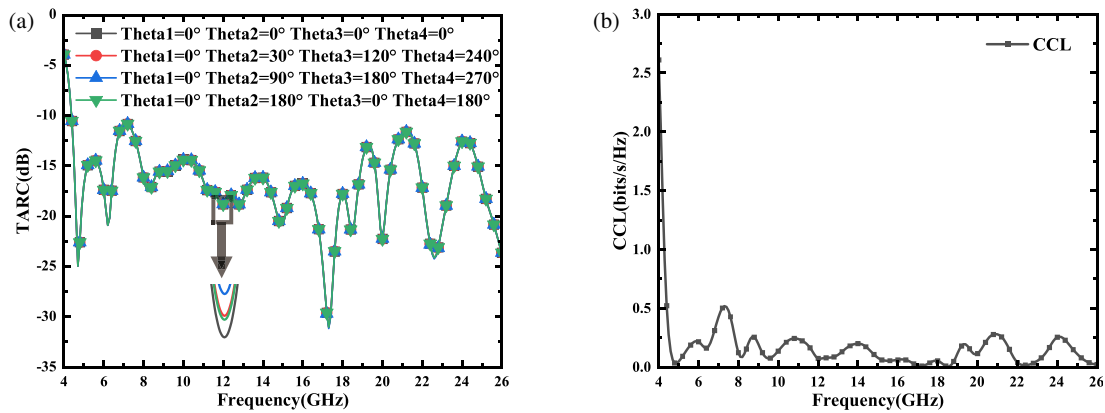 (a)
0
-5
-10
-15
-20
-25
-30
-35
TARC(dB)
Theta1=0° Theta2=0° Theta3=0° Theta4=0°
Theta1=0° Theta2=30° Theta3=120° Theta4=240°
Theta1=0° Theta2=90° Theta3=180° Theta4=270°
Theta1=0° Theta2=180° Theta3=0° Theta4=180°
4 6 8 10 12 14 16 18 20 22 24 26
Frequency(GHz)
(b)
3.0
2.5
2.0
1.5
1.0
0.5
0.0
CCL(bits/s/Hz)
CCL
4 6 8 10 12 14 16 18 20 22 24 26
Frequency(GHz)